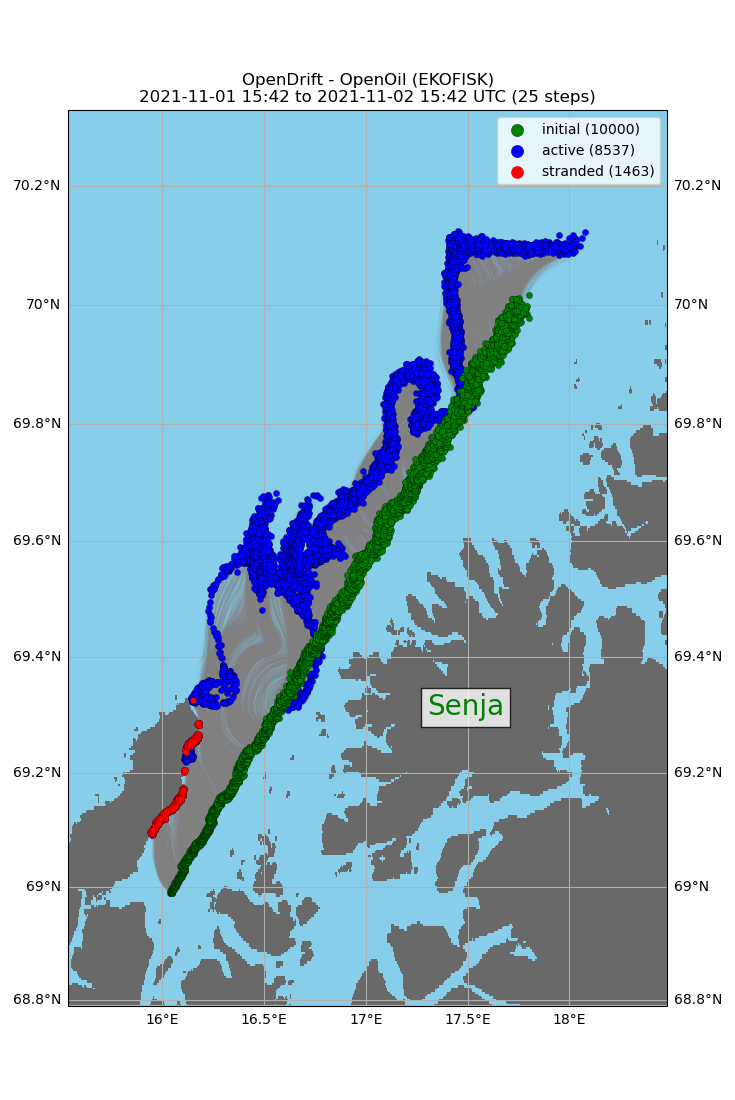 OpenDrift - OpenOil (EKOFISK)
2021-11-01 15:42 to 2021-11-02 15:42 UTC (25 steps)
initial (10000)
active (8537)
stranded (1463)
70.2°N 70.2°N
70°N 70°N
69.8°N 69.8°N
69.6°N 69.6°N
69.4°N 69.4°N
Senja
69.2°N 69.2°N
69°N 69°N
68.8°N 68.8°N
16°E 16.5°E 17°E 17.5°E 18°E